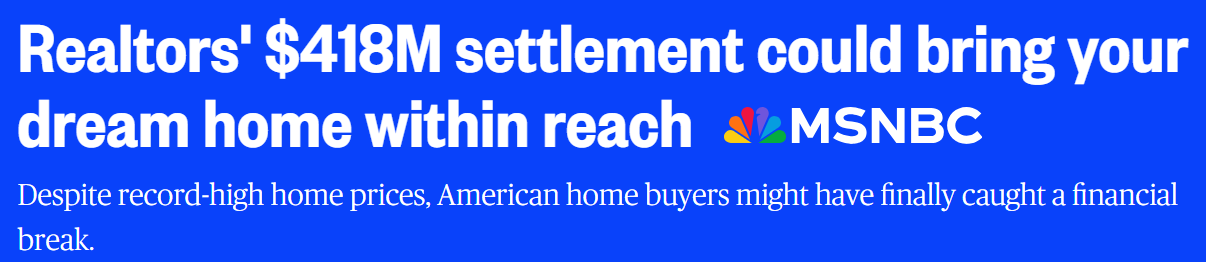 Realtors' $418M settlement could bring your
dream home within reach MSNBC
Despite record-high home prices, American home buyers might have finally caught a financial
break.